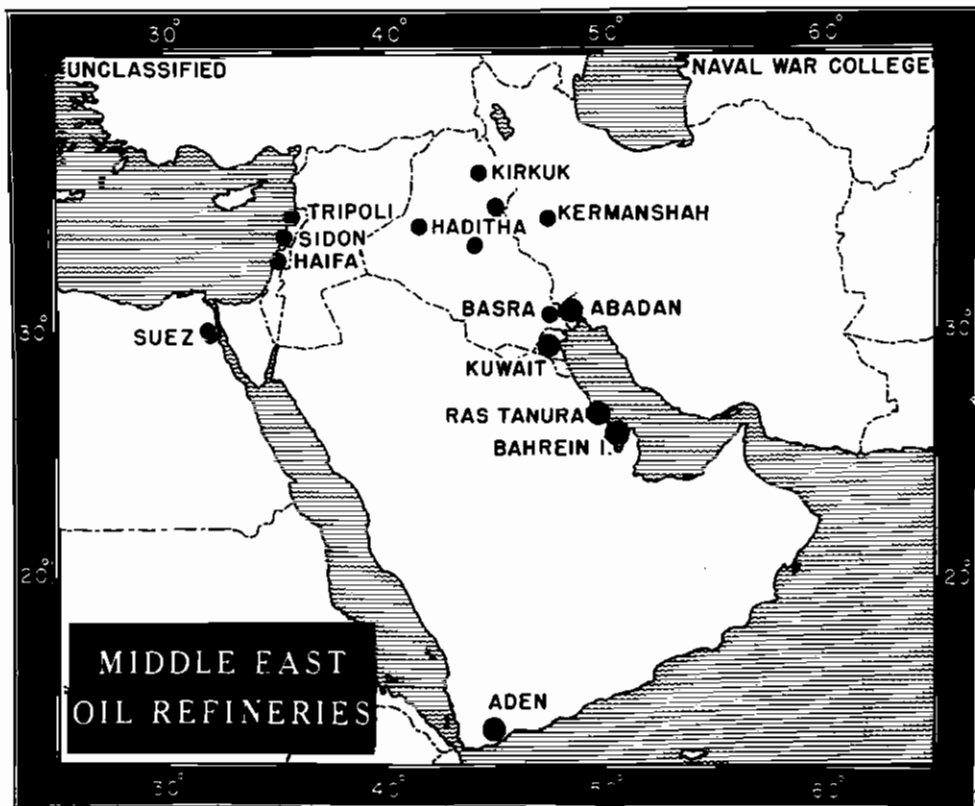 30°
40°
50°
60°
UNCLASSIFIED
NAVAL WAR COLLEGE
KIRKUK
TRIPOLI
KERMANSHAH
HADITHA
SIDON
HAIFA
BASRA
ABADAN
30°
SUEZ
30°
KUWAIT
RAS TANURA
BAHREIN I.
20°
20°
MIDDLE EAST
OIL REFINERIES
ADEN
30°
40°
50°
60°